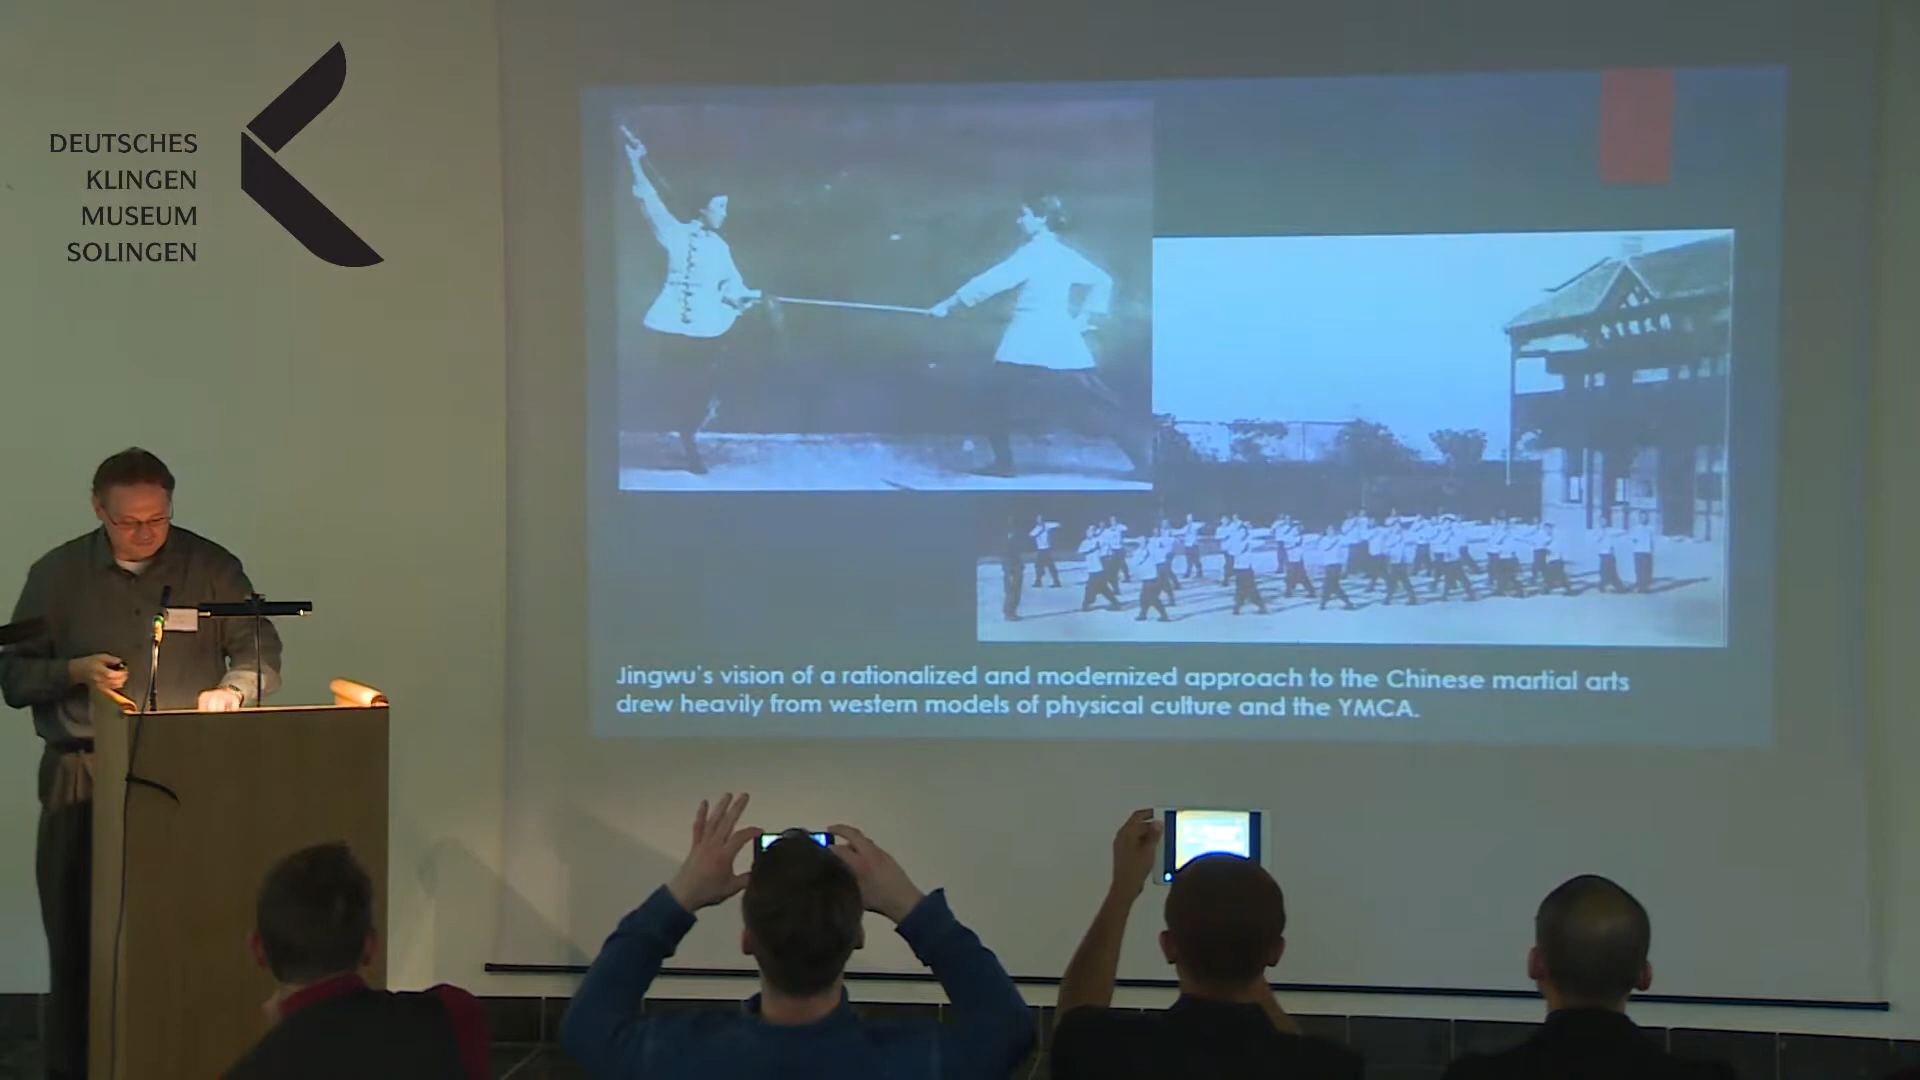 DEUTSCHES
KLINGEN
MUSEUM
SOLINGEN
Jingwu's vision of a rationalized and modernized approach to the Chinese martial arts
drew heavily from western models of physical culture and the YMCA.